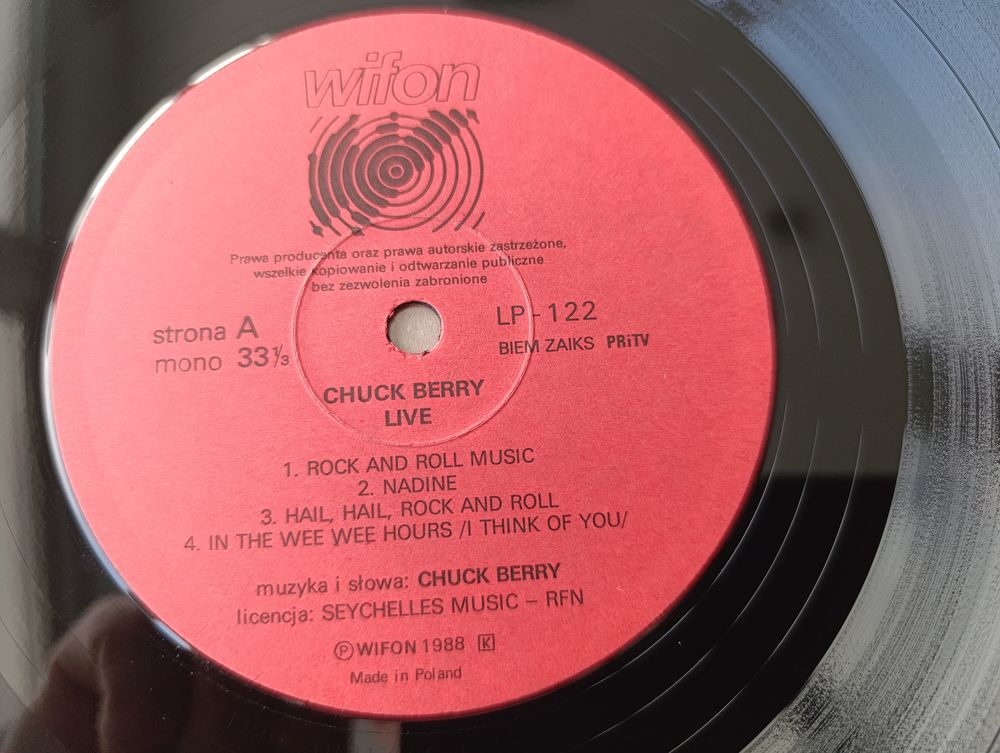 wifon
Prawa producenta oraz prawa autorskie zastrzeżone,
wszelkie kopiowanie i odtwarzanie publiczne
bez zezwolenia zabronione
strona A
mono 33⅓
LP - 122
BIEM ZAIKS PRiTV
CHUCK BERRY
LIVE
1. ROCK AND ROLL MUSIC
2. NADINE
3. HAIL, HAIL, ROCK AND ROLL
4. IN THE WEE WEE HOURS /I THINK OF YOU/
muzyka i słowa: CHUCK BERRY
licencja: SEYCHELLES MUSIC – RFN
Ⓟ WIFON 1988 K
Made in Poland